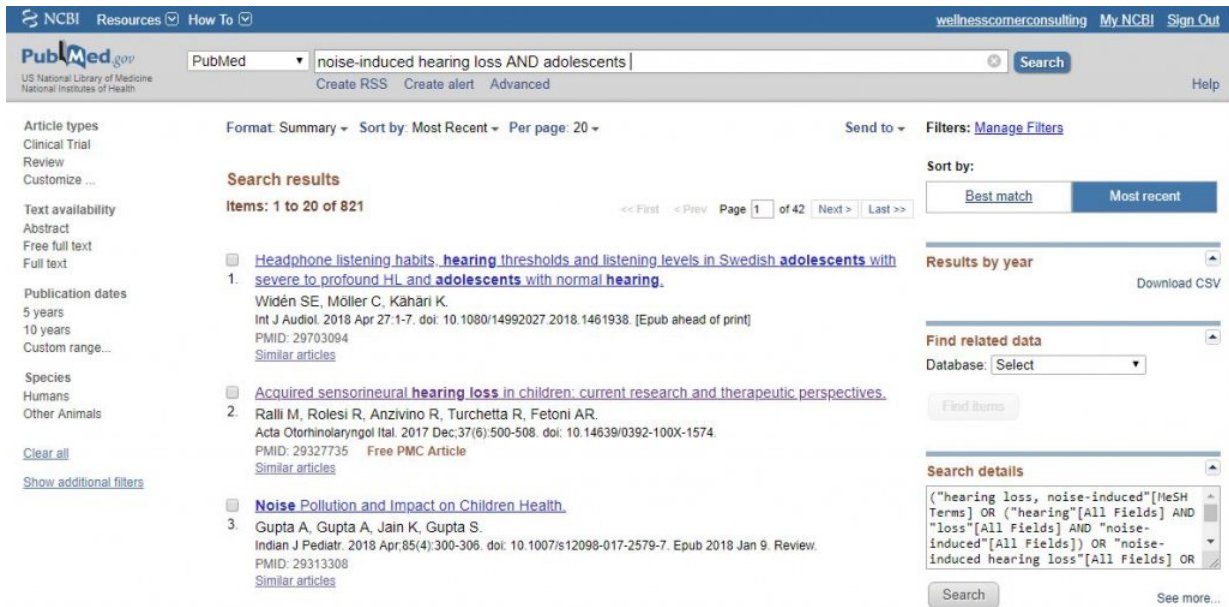 NCBI Resources How To wellnesscornerconsulting My NCBI Sign Out
PubMed.gov
US National Library of Medicine
National Institutes of Health
PubMed
noise-induced hearing loss AND adolescents
Search
Create RSS Create alert Advanced
Help
Article types
Clinical Trial
Review
Customize ...
Text availability
Abstract
Free full text
Full text
Publication dates
5 years
10 years
Custom range...
Species
Humans
Other Animals
Clear all
Show additional filters
Format: Summary Sort by: Most Recent Per page: 20 Send to
Search results
Items: 1 to 20 of 821
<< First < Prev Page 1 of 42 Next > Last >>
Headphone listening habits, hearing thresholds and listening levels in Swedish adolescents with
1. severe to profound HL and adolescents with normal hearing.
Widén SE, Möller C, Kähäri K.
Int J Audiol. 2018 Apr 27:1-7. doi: 10.1080/14992027.2018.1461938. [Epub ahead of print]
PMID: 29703094
Similar articles
Acquired sensorineural hearing loss in children: current research and therapeutic perspectives.
2. Ralli M, Rolesi R, Anzivino R, Turchetta R, Fetoni AR.
Acta Otorhinolaryngol Ital. 2017 Dec;37(6):500-508. doi: 10.14639/0392-100X-1574.
PMID: 29327735 Free PMC Article
Similar articles
Noise Pollution and Impact on Children Health.
3. Gupta A, Gupta A, Jain K, Gupta S.
Indian J Pediatr. 2018 Apr;85(4):300-306. doi: 10.1007/s12098-017-2579-7. Epub 2018 Jan 9. Review.
PMID: 29313308
Similar articles
Filters: Manage Filters
Sort by:
Best match Most recent
Results by year
Download CSV
Find related data
Database: Select
Find items
Search details
("hearing loss, noise-induced"[MeSH
Terms] OR ("hearing"[All Fields] AND
"loss"[All Fields] AND "noise-
induced"[All Fields]) OR "noise-
induced hearing loss"[All Fields] OR
Search
See more...